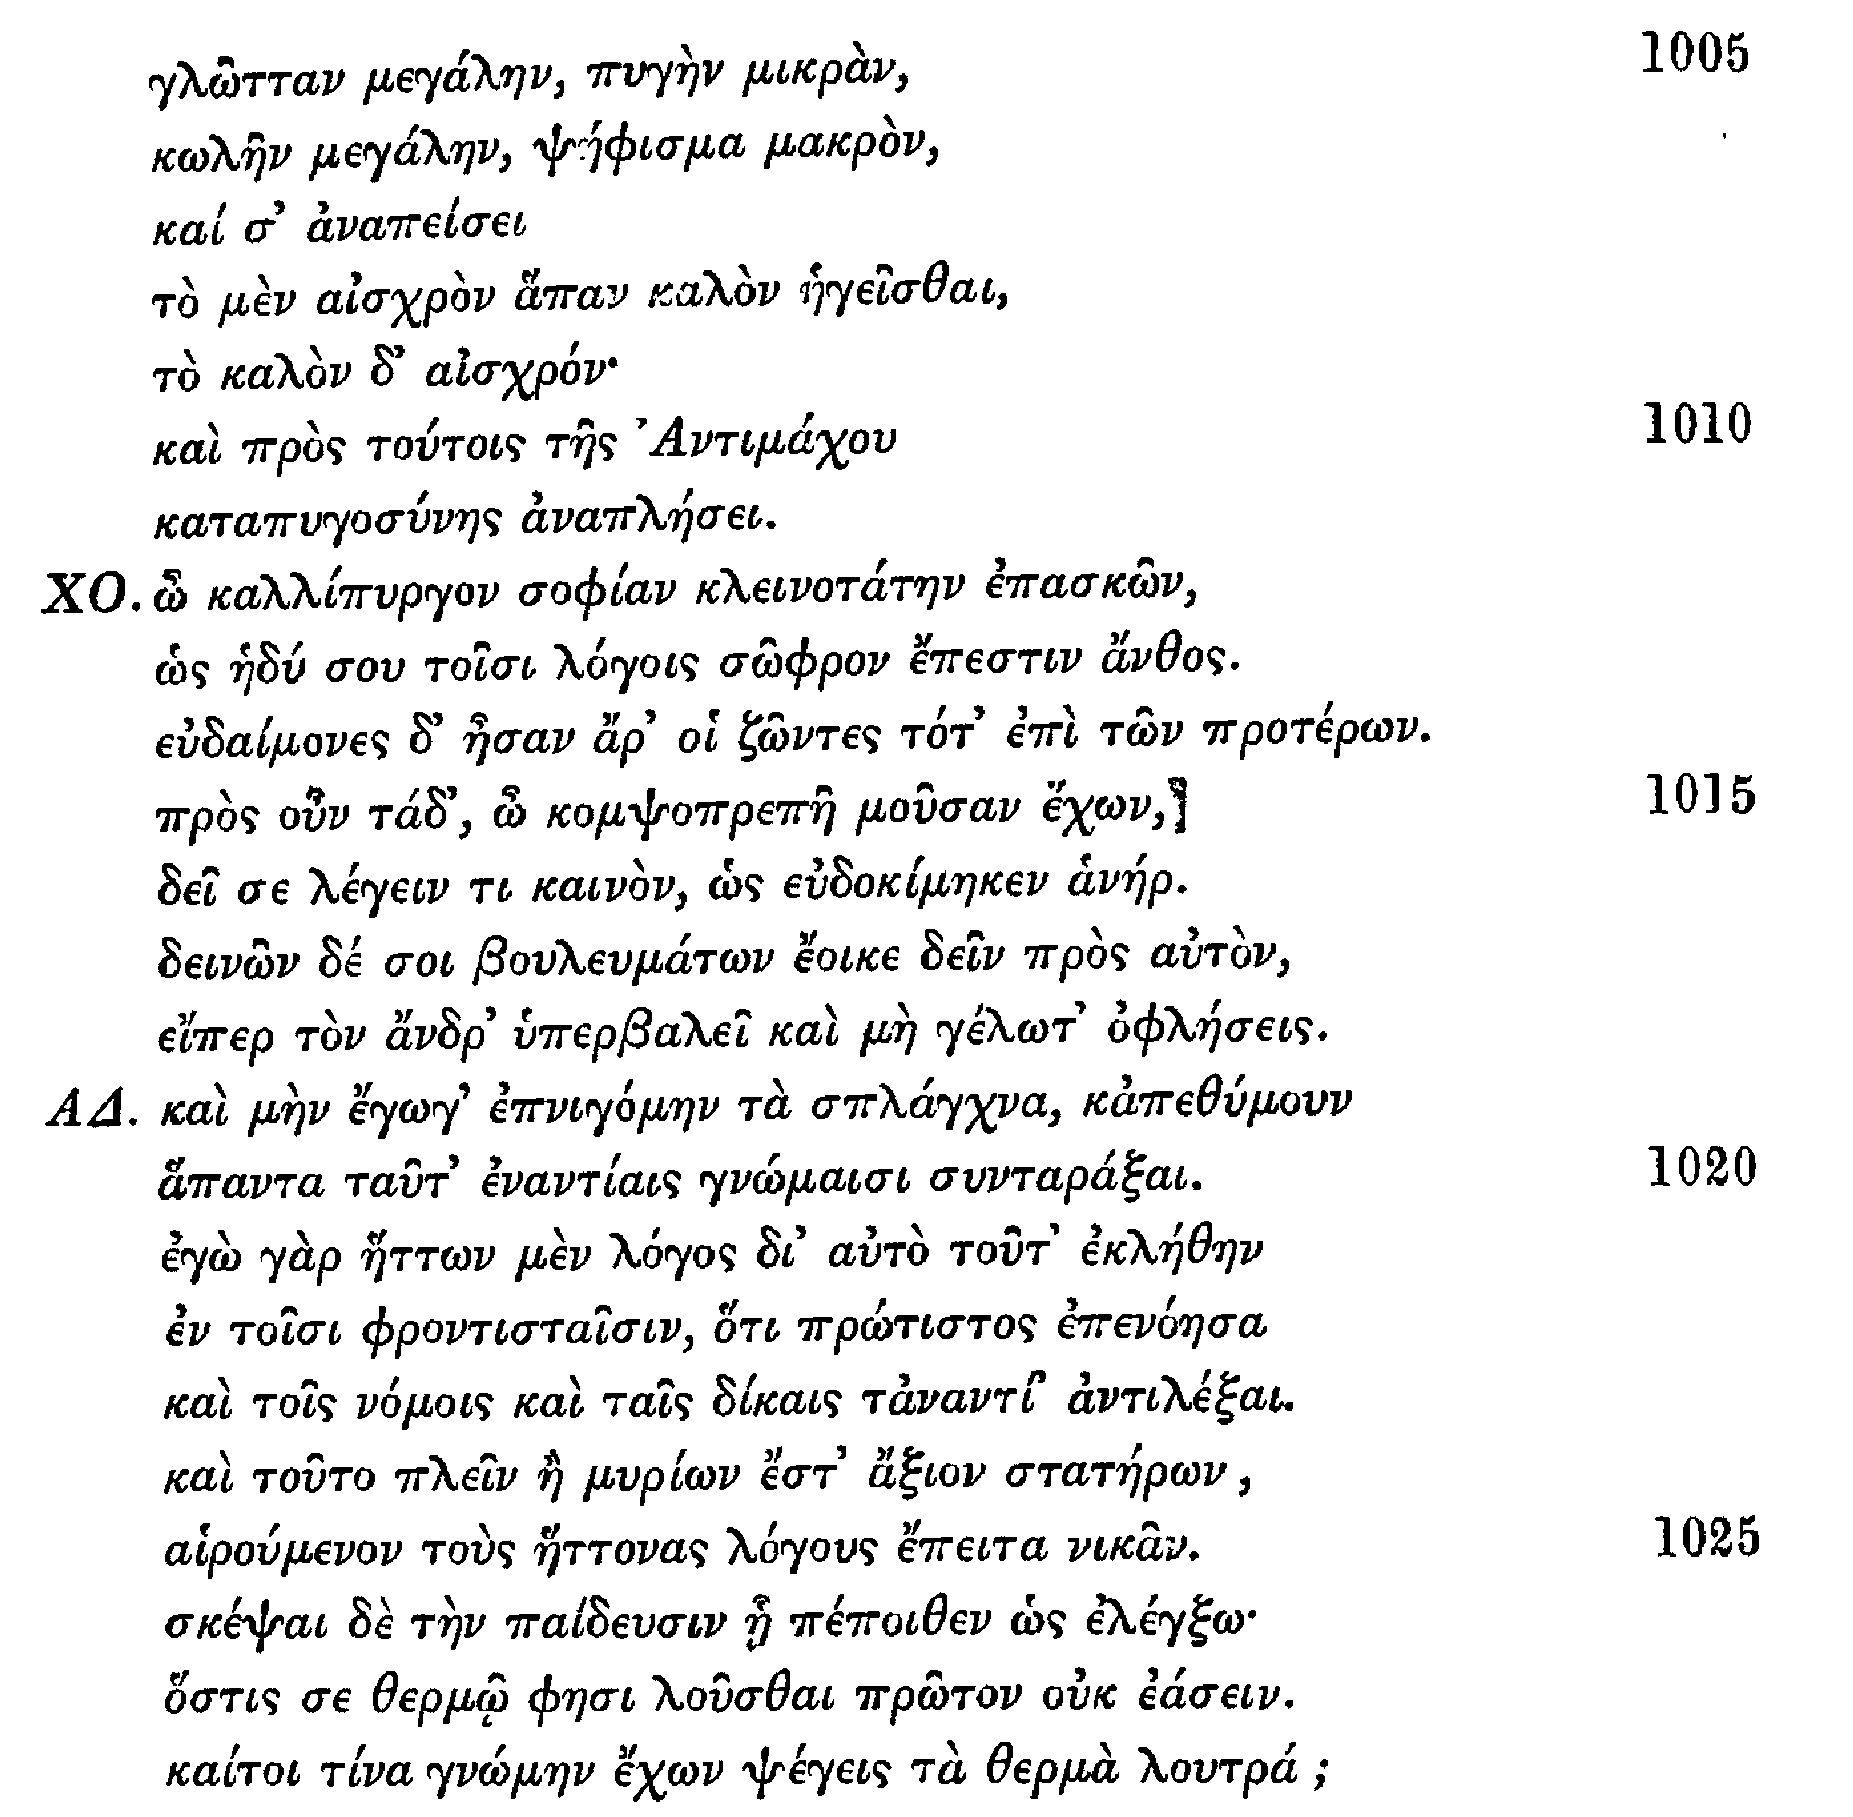 γλῶτταν μεγάλην, πυγὴν μικρὰν, 1005
κωλῆν μεγάλην, ψήφισμα μακρὸν,
καί σ’ ἀναπείσει
τὸ μὲν αἰσχρὸν ἅπαν καλὸν ἡγεῖσθαι,
τὸ καλὸν δ’ αἰσχρόν·
καὶ πρὸς τούτοις τῆς Ἀντιμάχου 1010
καταπυγοσύνης ἀναπλήσει.
ΧΟ. ὦ καλλίπυργον σοφίαν κλεινοτάτην ἐπασκῶν,
ὡς ἡδύ σου τοῖσι λόγοις σῶφρον ἔπεστιν ἄνθος.
εὐδαίμονες δ’ ἦσαν ἄρ’ οἱ ζῶντες τότ’ ἐπὶ τῶν προτέρων.
πρὸς οὖν τάδ’, ὦ κομψοπρεπῆ μοῦσαν ἔχων, 1015
δεῖ σε λέγειν τι καινὸν, ὡς εὐδοκίμηκεν ἁνήρ.
δεινῶν δέ σοι βουλευμάτων ἔοικε δεῖν πρὸς αὐτὸν,
εἴπερ τὸν ἄνδρ’ ὑπερβαλεῖ καὶ μὴ γέλωτ’ ὀφλήσεις.
ΑΔ. καὶ μὴν ἔγωγ’ ἐπνιγόμην τὰ σπλάγχνα, κἀπεθύμουν
ἅπαντα ταῦτ’ ἐναντίαις γνώμαισι συνταράξαι. 1020
ἐγὼ γὰρ ἥττων μὲν λόγος δι’ αὐτὸ τοῦτ’ ἐκλήθην
ἐν τοῖσι φροντισταῖσιν, ὅτι πρώτιστος ἐπενόησα
καὶ τοῖς νόμοις καὶ ταῖς δίκαις τἀναντί’ ἀντιλέξαι.
καὶ τοῦτο πλεῖν ἢ μυρίων ἔστ’ ἄξιον στατήρων,
αἱρούμενον τοὺς ἥττονας λόγους ἔπειτα νικᾶν. 1025
σκέψαι δὲ τὴν παίδευσιν ᾗ πέποιθεν ὡς ἐλέγξω·
ὅστις σε θερμῷ φησι λοῦσθαι πρῶτον οὐκ ἐάσειν.
καίτοι τίνα γνώμην ἔχων ψέγεις τὰ θερμὰ λουτρά ;